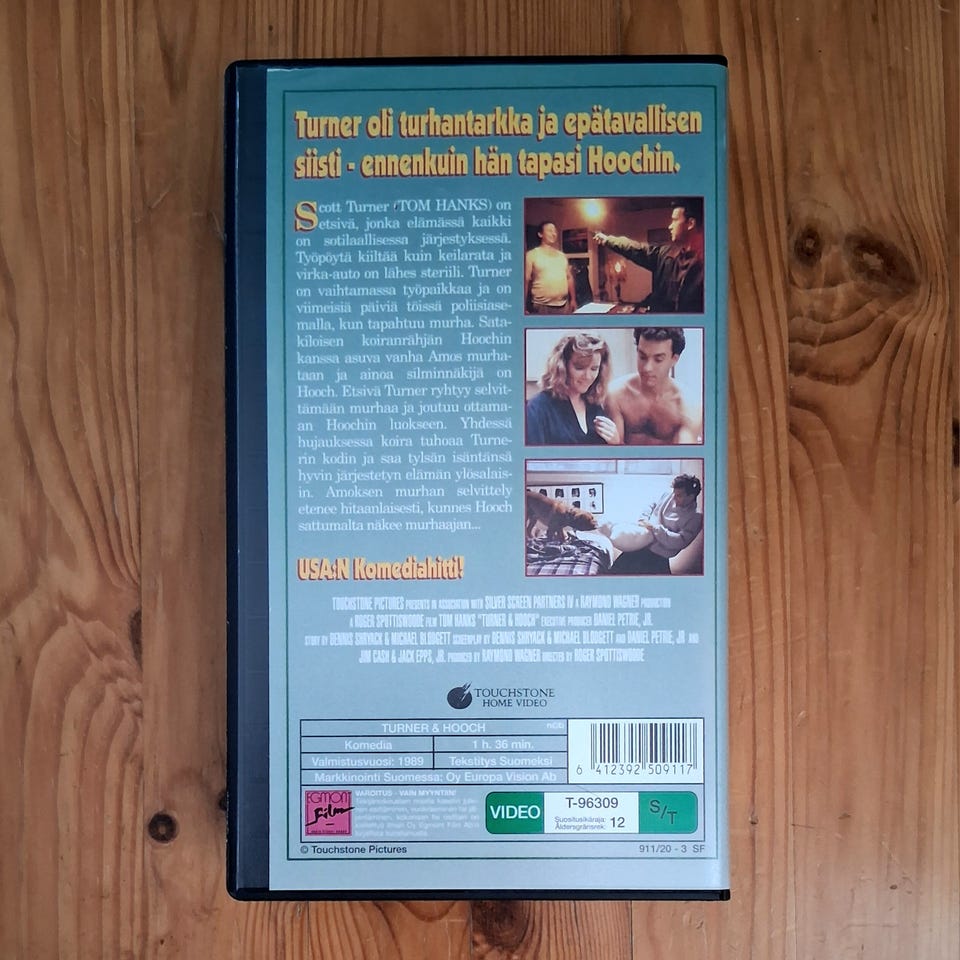 Turner oli turhantarkka ja epätavallisen
siisti - ennenkuin hän tapasi Hoochin.
Scott Turner (TOM HANKS) on
etsivä, jonka elämässä kaikki
on sotilaallisessa järjestyksessä.
Työpöytä kiiltää kuin keilarata ja
virka-auto on lähes steriili. Turner
on vaihtamassa työpaikkaa ja on
viimeisiä päiviä töissä poliisiase-
malla, kun tapahtuu murha. Sata-
kiloisen koiranrähjän Hoochin
kanssa asuva vanha Amos murha-
taan ja ainoa silminnäkijä on
Hooch. Etsivä Turner ryhtyy selvit-
tämään murhaa ja joutuu ottama-
an Hoochin luokseen. Yhdessä
hujauksessa koira tuhoaa Turne-
rin kodin ja saa tylsän isäntänsä
hyvin järjestetyn elämän ylösalais-
in. Amoksen murhan selvittely
etenee hitaanlaisesti, kunnes Hooch
sattumalta näkee murhaajan...
USA:N Komediahitti!
TOUCHSTONE PICTURES PRESENTS IN ASSOCIATION WITH SILVER SCREEN PARTNERS IV A RAYMOND WAGNER PRODUCTION
A ROGER SPOTTISWOODE FILM TOM HANKS "TURNER & HOOCH" EXECUTIVE PRODUCER DANIEL PETRIE, JR.
STORY BY DENNIS SHRYACK & MICHAEL BLODGETT SCREENPLAY BY DENNIS SHRYACK & MICHAEL BLODGETT AND DANIEL PETRIE, JR AND
JIM CASH & JACK EPPS, JR. PRODUCED BY RAYMOND WAGNER DIRECTED BY ROGER SPOTTISWOODE
TOUCHSTONE
HOME VIDEO
TURNER & HOOCH
Komedia 1 h. 36 min.
Valmistusvuosi: 1989 Tekstitys Suomeksi
Markkinointi Suomessa: Oy Europa Vision Ab
6 412392 509117
EGMONT
Film
VAROITUS - VAIN MYYNTIIN!
VIDEO
T-96309
Suositusikäraja:
Åldersgränsrek: 12
S/T
© Touchstone Pictures
911/20 - 3 SF